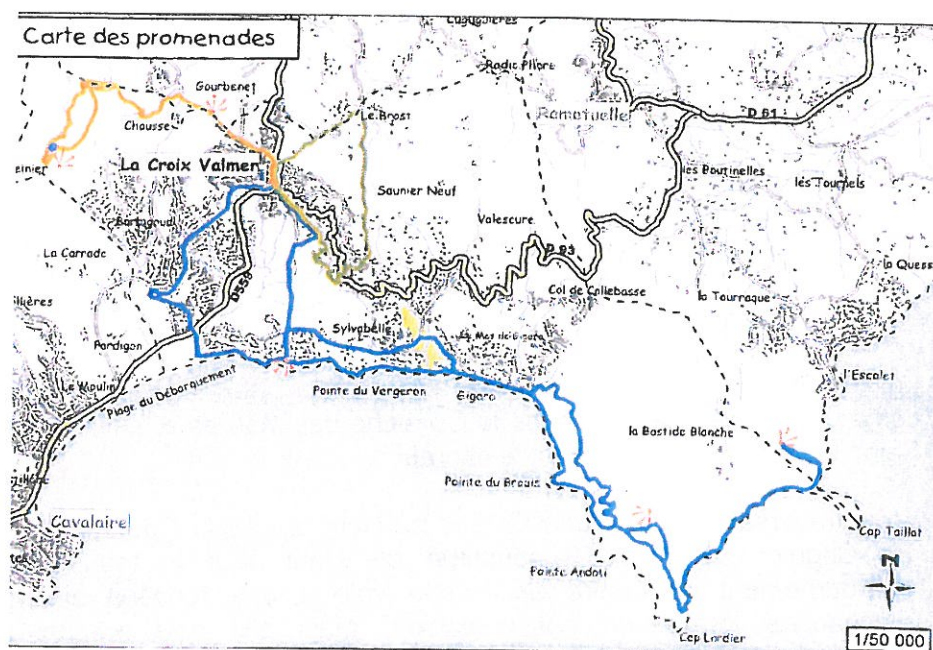 Carte des promenades
Radio Pilore
Gourbenet
Le Brost
Ramatuelle
Chausse
D 61
La Croix Valmer
les Boutinelles
les Tournels
Saunier Neuf
Valescure
La Carrade
D 93
la Quess
Col de Collebasse
la Tourraque
D559
Sylvabelle
Pardigon
l'Escalet
Le Moulin
Plage du Débarquement
Pointe du Vergeron
Gigaro
la Bastide Blanche
Pointe du Brouis
Cavalaire
Cap Taillat
Pointe Andati
N
Cap Lardier
1/50 000